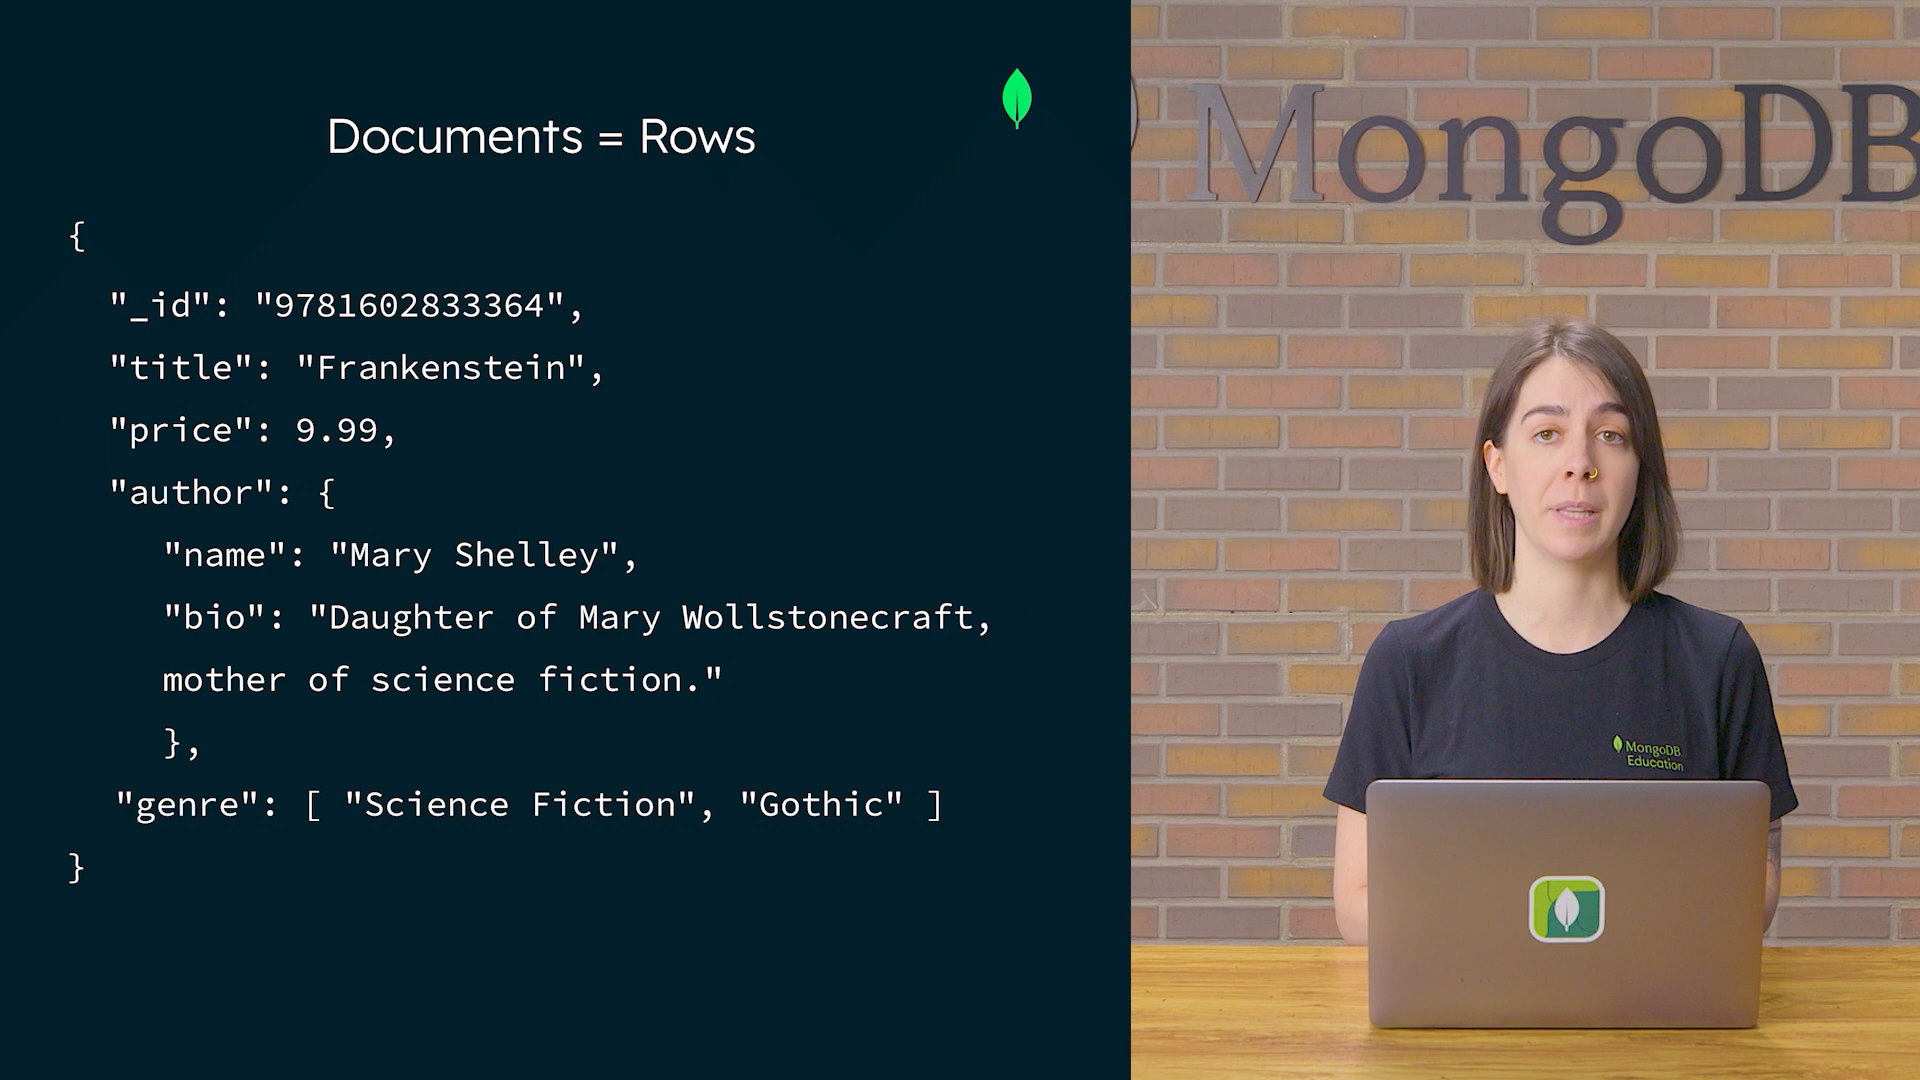 Documents = Rows
{
"_id": "9781602833364",
"title": "Frankenstein",
"price": 9.99,
"author": {
"name": "Mary Shelley",
"bio": "Daughter of Mary Wollstonecraft,
mother of science fiction."
},
"genre": [ "Science Fiction", "Gothic" ]
}
MongoDB
MongoDB
Education